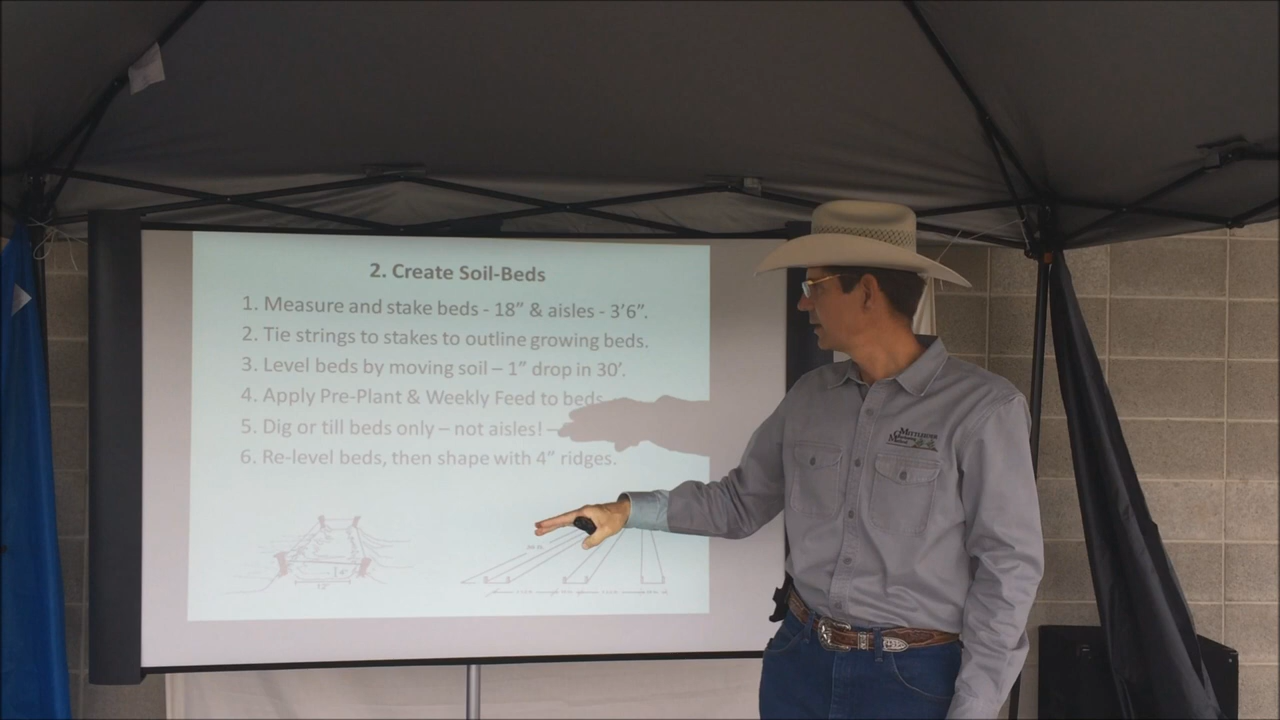 2. Create Soil-Beds
1. Measure and stake beds - 18” & aisles - 3’6”.
2. Tie strings to stakes to outline growing beds.
3. Level beds by moving soil – 1” drop in 30’.
4. Apply Pre-Plant & Weekly Feed to beds
5. Dig or till beds only – not aisles! –
6. Re-level beds, then shape with 4” ridges.
MITTLEIDER
Gardening
Method